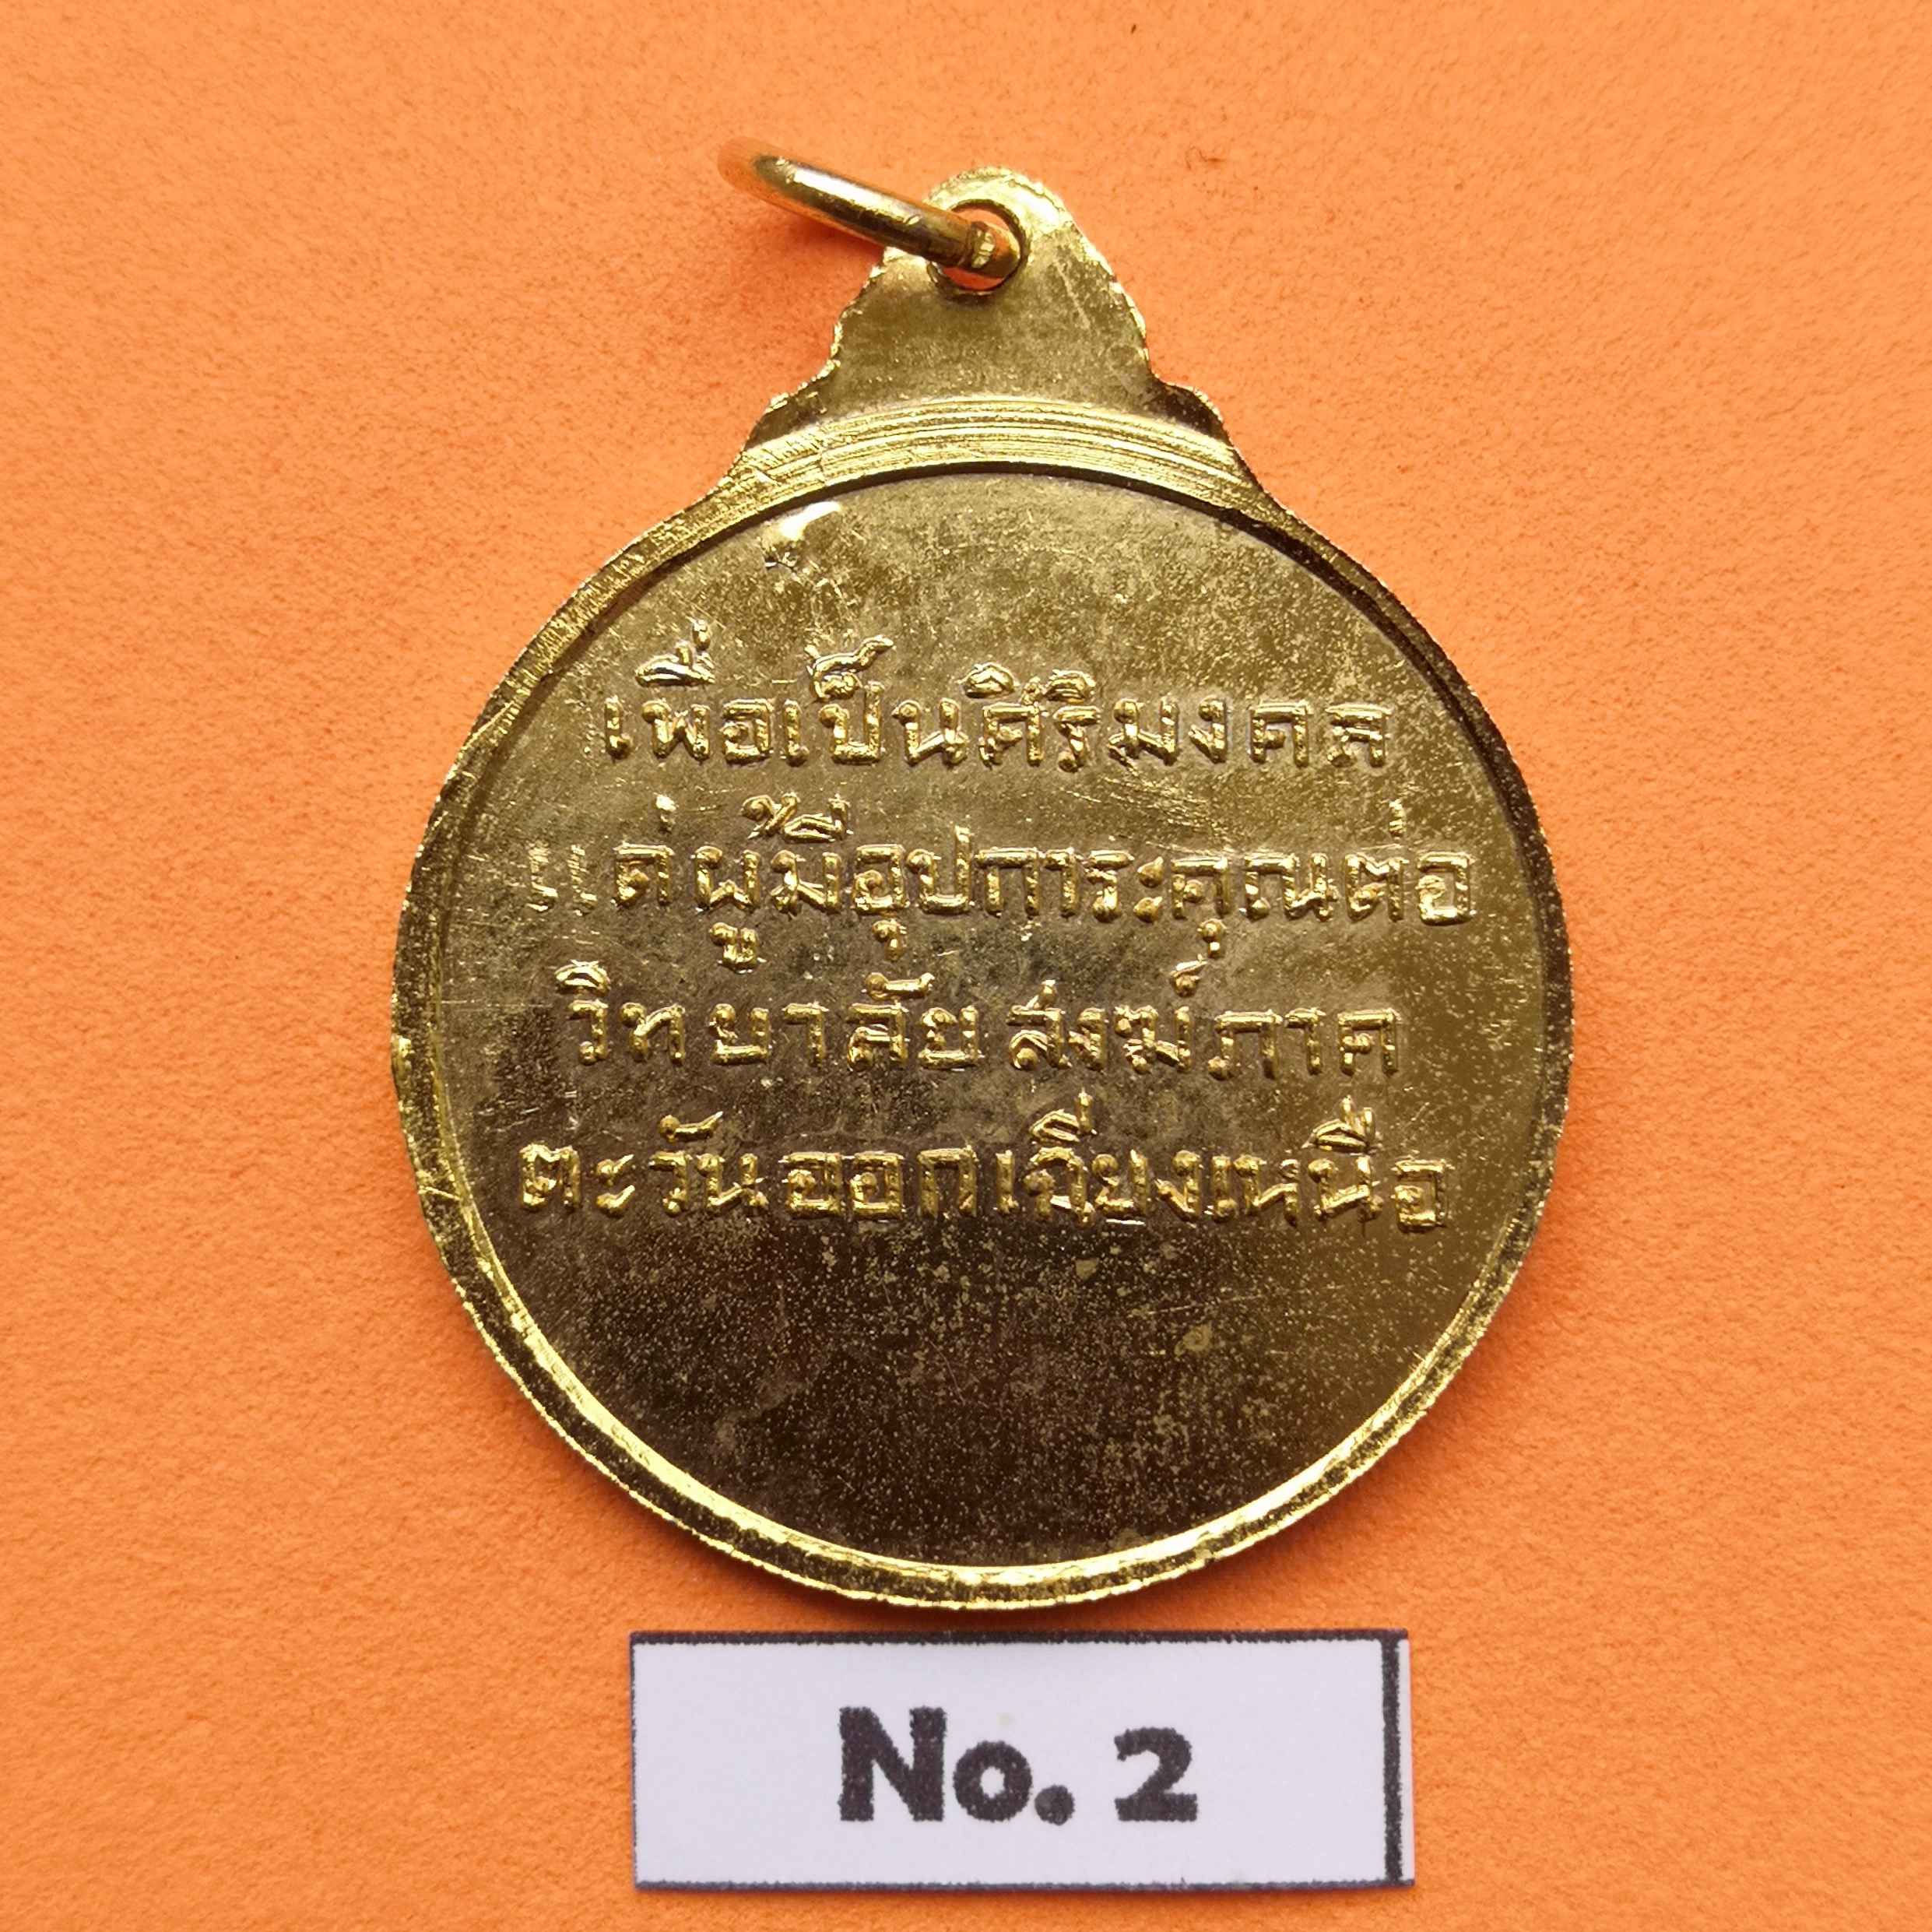 เพื่อเป็นศิริมงคล
แด่ผู้มีอุปการะคุณต่อ
วิทยาลัยสงฆ์ภาค
ตะวันออกเฉียงเหนือ
No. 2